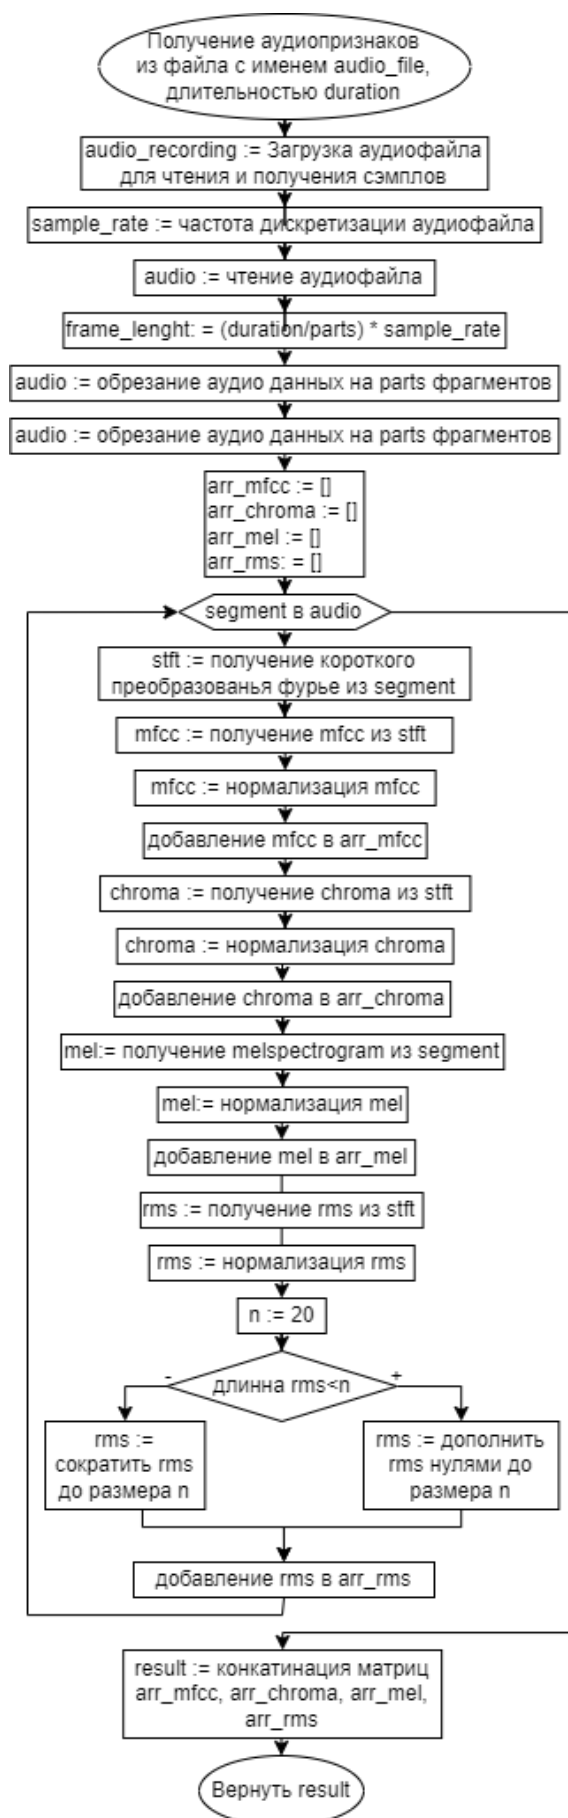 Получение аудиопризнаков
из файла с именем audio_file,
длительностью duration
audio_recording := Загрузка аудиофайла
для чтения и получения сэмплов
sample_rate := частота дискретизации аудиофайла
audio := чтение аудиофайла
frame_lenght: = (duration/parts) * sample_rate
audio := обрезание аудио данных на parts фрагментов
audio := обрезание аудио данных на parts фрагментов
arr_mfcc := []
arr_chroma := []
arr_mel := []
arr_rms: = []
segment в audio
stft := получение короткого
преобразованья фурье из segment
mfcc := получение mfcc из stft
mfcc := нормализация mfcc
добавление mfcc в arr_mfcc
chroma := получение chroma из stft
chroma := нормализация chroma
добавление chroma в arr_chroma
mel:= получение melspectrogram из segment
mel:= нормализация mel
добавление mel в arr_mel
rms := получение rms из stft
rms := нормализация rms
n := 20
- +
длинна rms<n
rms :=
сократить rms
до размера n
rms := дополнить
rms нулями до
размера n
добавление rms в arr_rms
result := конкатинация матриц
arr_mfcc, arr_chroma, arr_mel,
arr_rms
Вернуть result